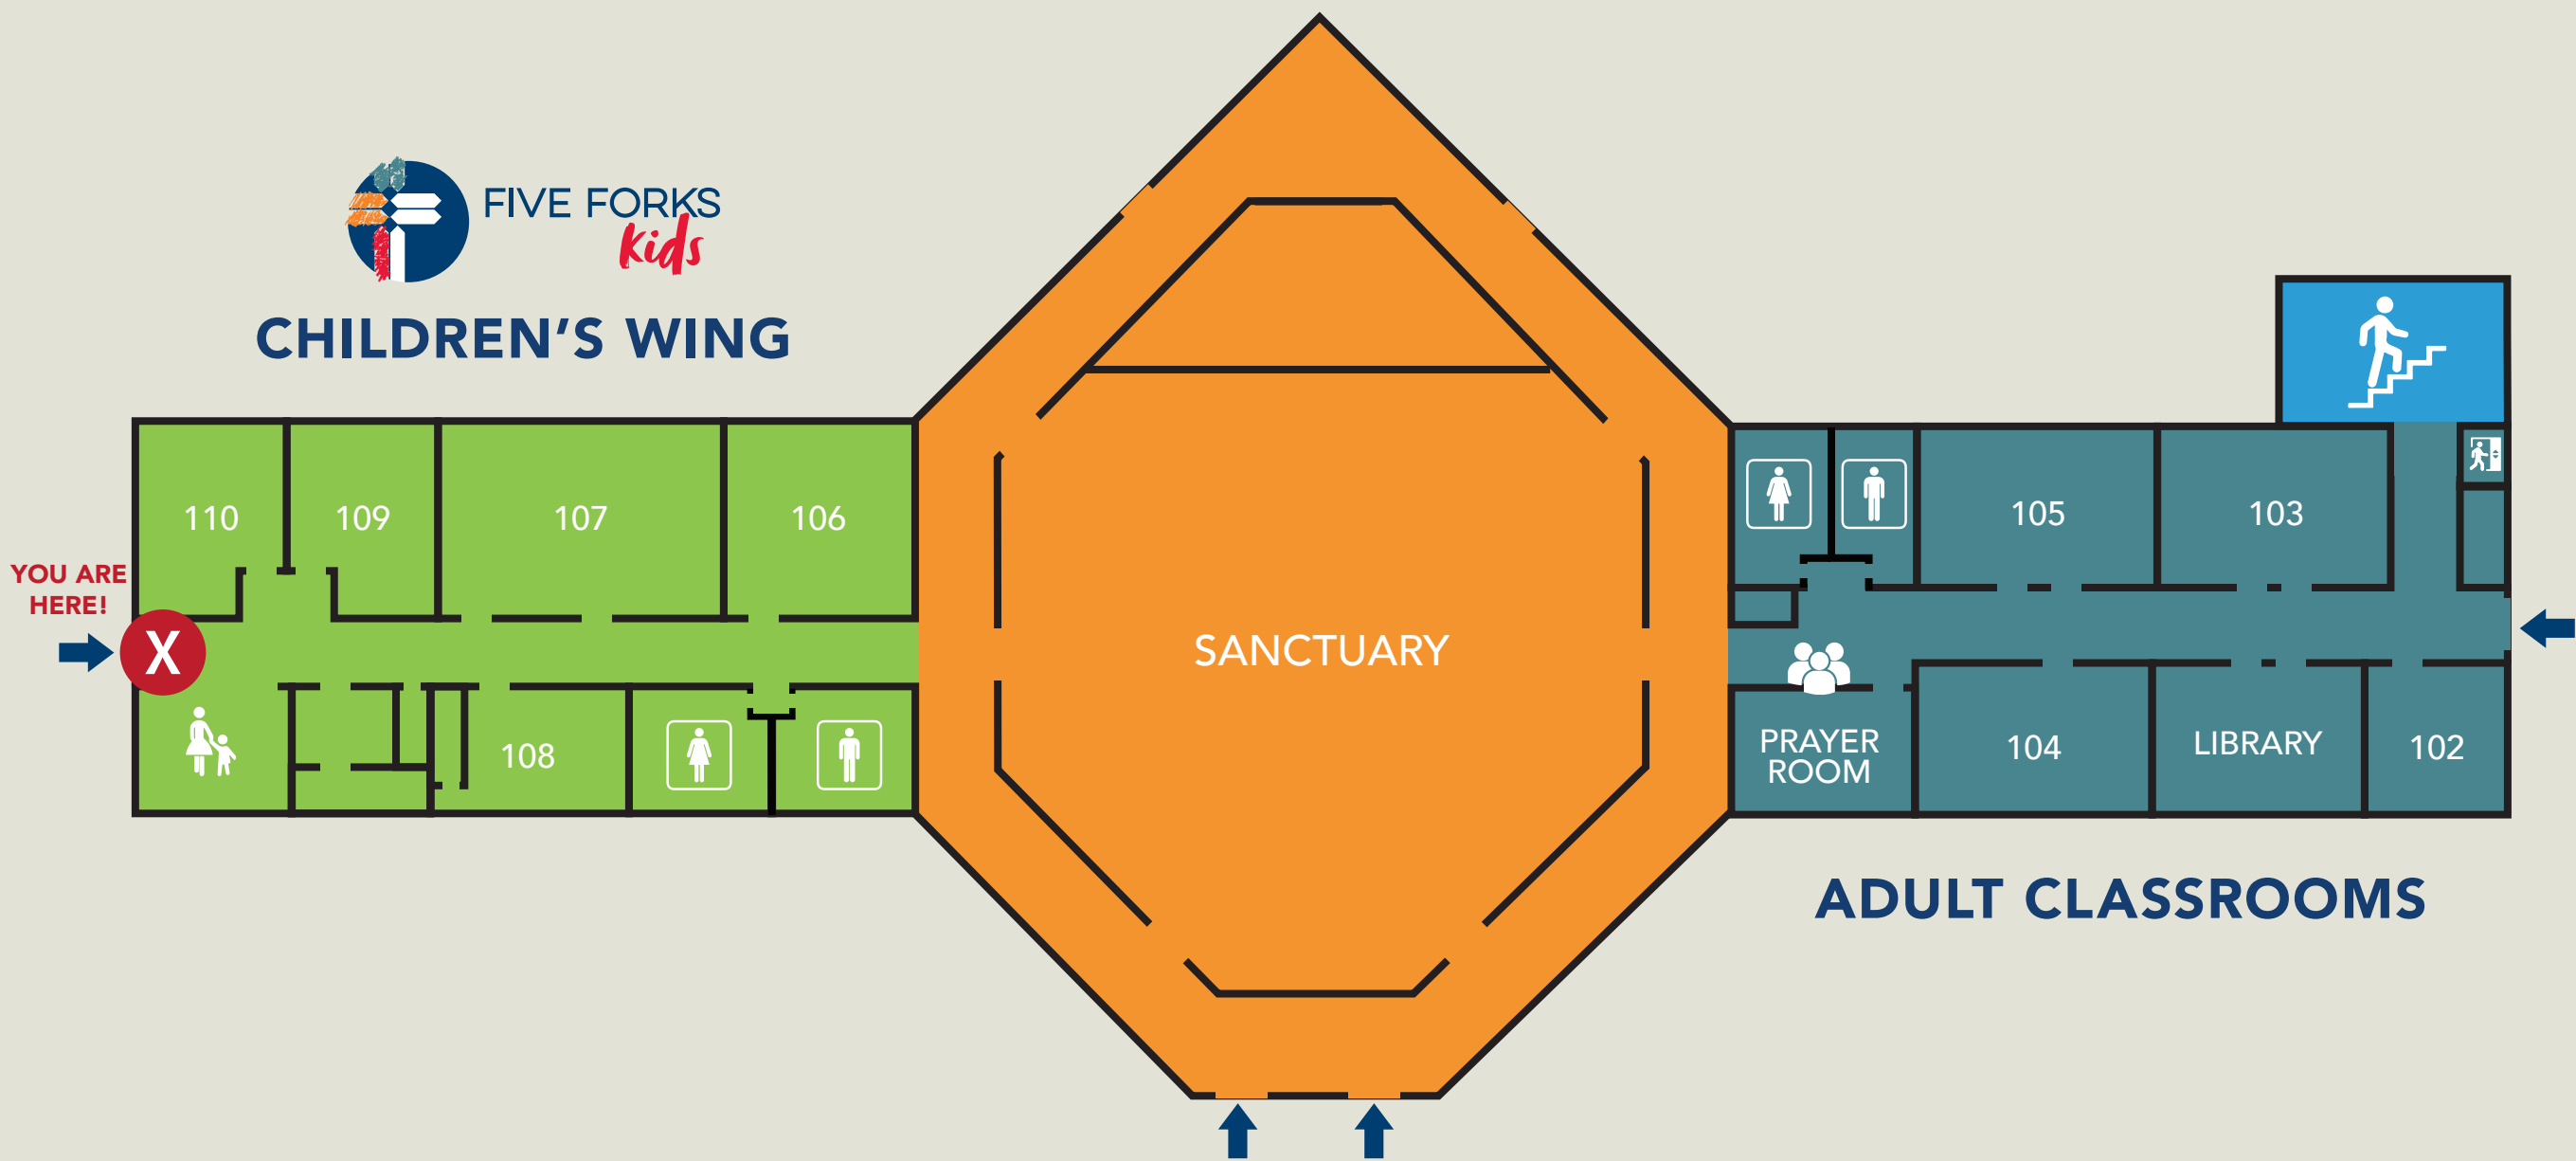 FIVE FORKS
Kids
CHILDREN'S WING
110
109
107
106
YOU ARE
HERE!
X
108
SANCTUARY
105
103
PRAYER
ROOM
104
LIBRARY
102
ADULT CLASSROOMS